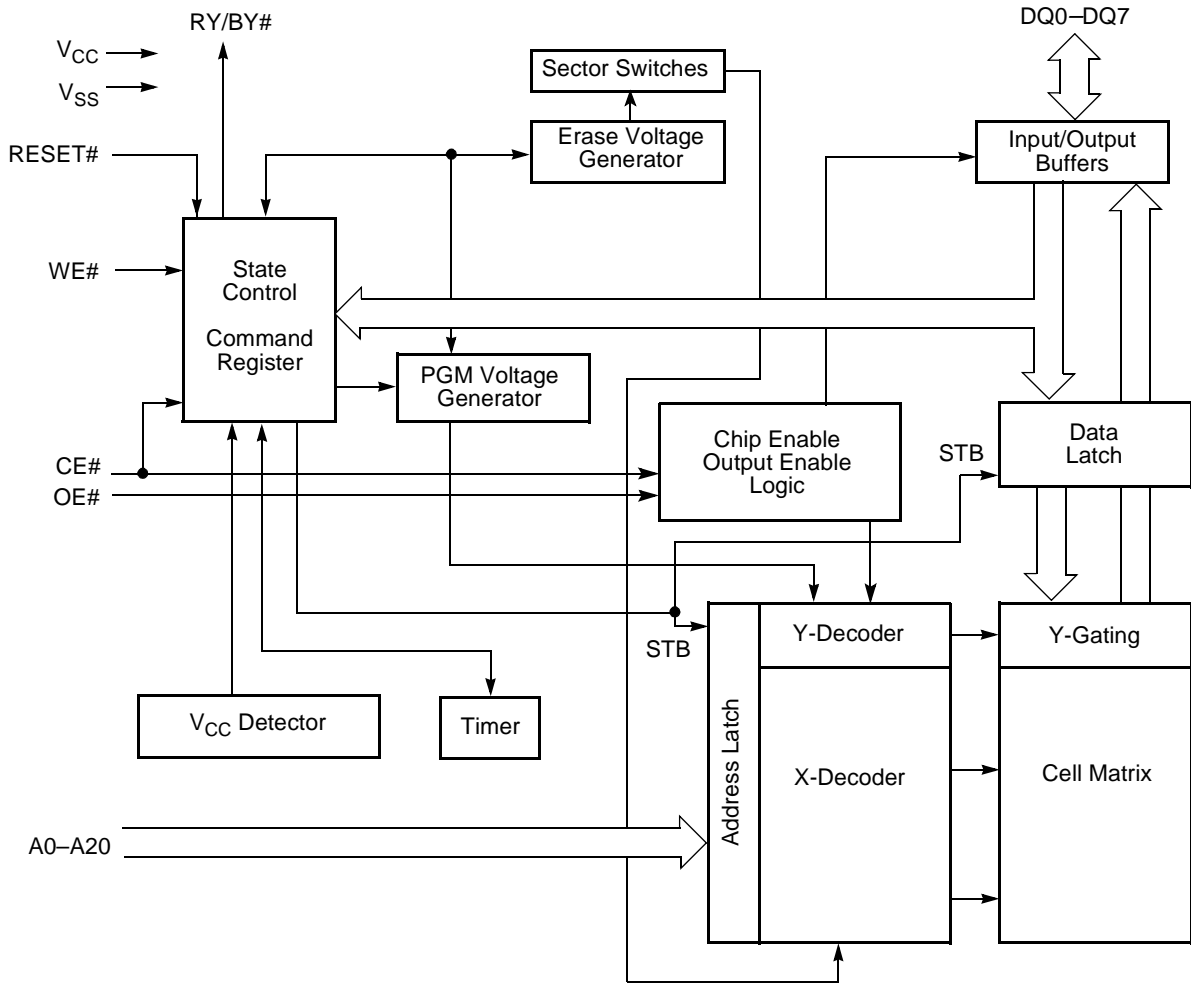 RY/BY#
DQ0–DQ7
VCC
VSS
Sector Switches
Erase Voltage
Generator
Input/Output
Buffers
RESET#
WE#
State
Control
Command
Register
PGM Voltage
Generator
Chip Enable
Output Enable
Logic
Data
Latch
STB
CE#
OE#
STB
Y-Decoder
Y-Gating
VCC Detector
Timer
Address Latch
X-Decoder
Cell Matrix
A0–A20